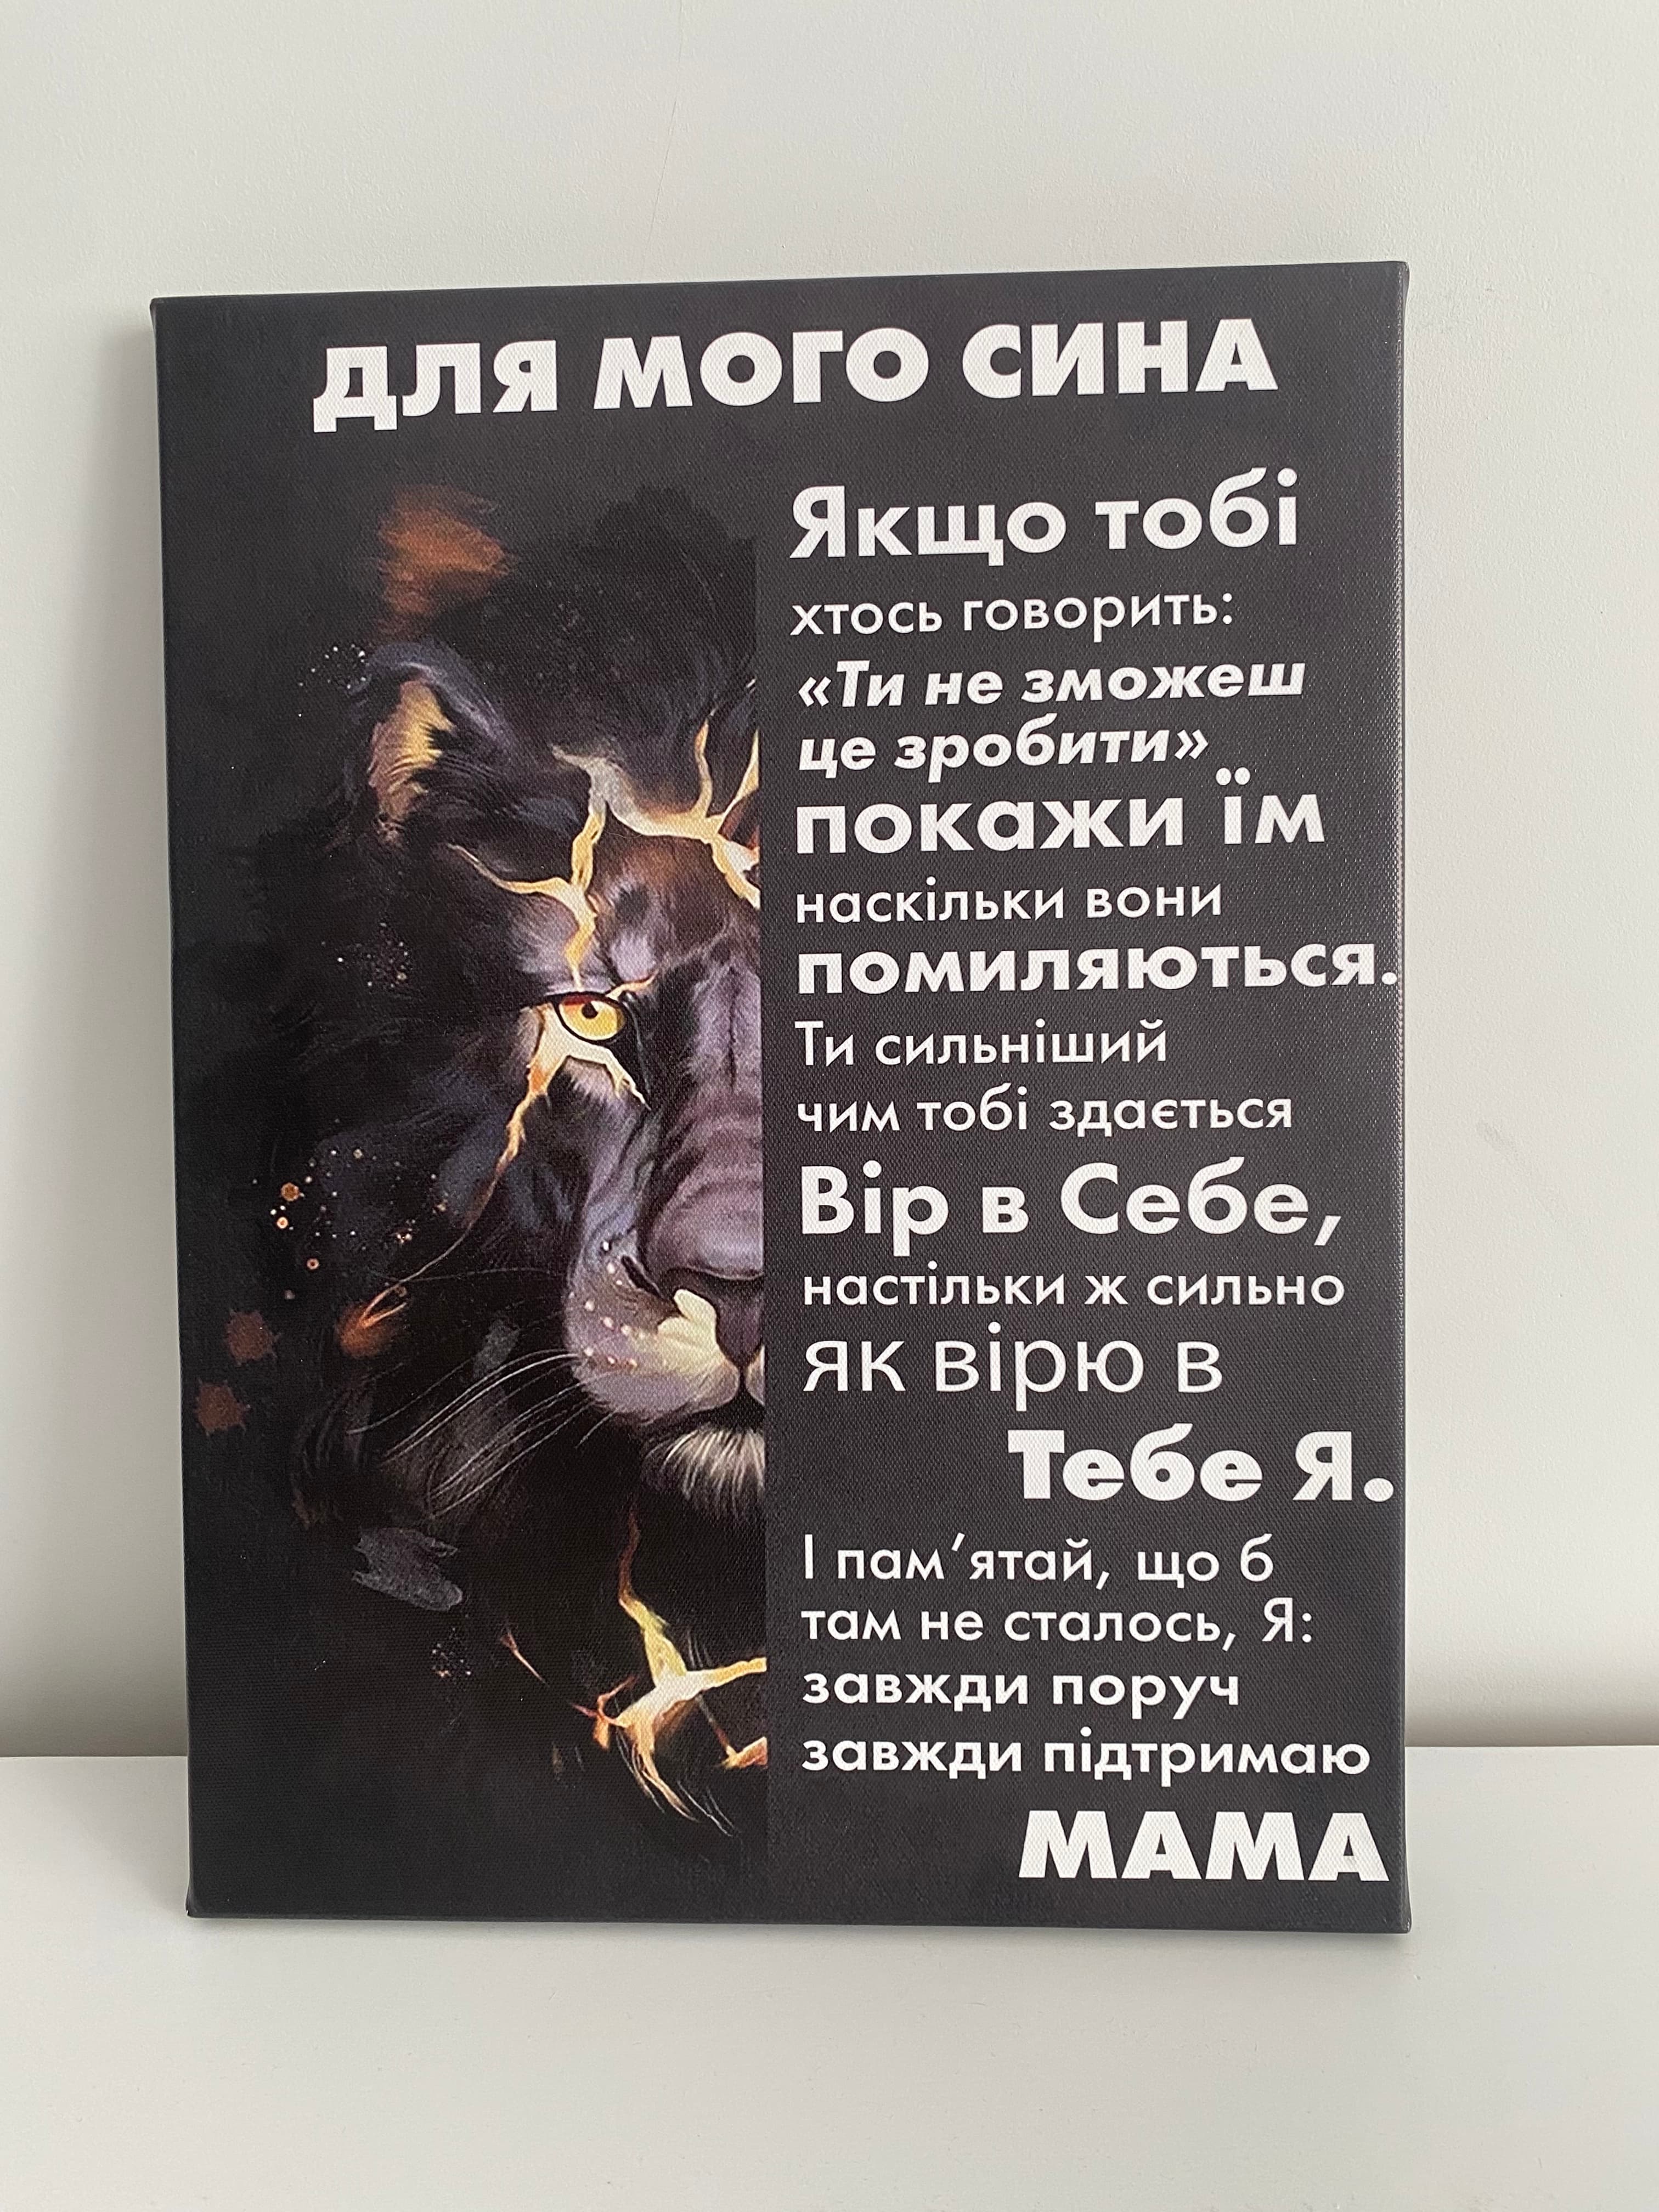 ДЛЯ МОГО СИНА
Якщо тобі
хтось говорить:
«Ти не зможеш
це зробити»
покажи їм
наскільки вони
помиляються.
Ти сильніший
чим тобі здається
Вір в Себе,
настільки ж сильно
як вірю в
Тебе Я.
І пам’ятай, що б
там не сталось, Я:
завжди поруч
завжди підтримаю
МАМА